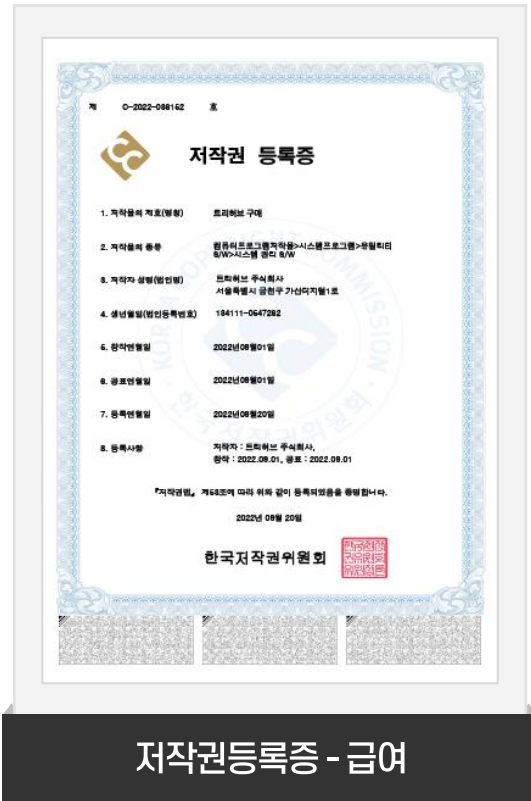 제 C-2022-038152 호
저작권 등록증
1. 저작물의 제호(명칭) 트리허브 구매
2. 저작물의 종류 컴퓨터프로그램저작물>시스템프로그램>유틸리티
S/W>시스템 관리 S/W
3. 저작자 성명(법인명) 트리허브 주식회사
서울특별시 금천구 가산디지털1로
4. 생년월일(법인등록번호) 184111-0547282
5. 창작연월일 2022년09월01일
6. 공표연월일 2022년09월01일
7. 등록연월일 2022년09월20일
8. 등록사항 저작자 : 트리허브 주식회사,
창작 : 2022.09.01, 공표 : 2022.09.01
『저작권법』 제53조에 따라 위와 같이 등록되었음을 증명합니다.
2022년 09월 20일
한국저작권위원회
저작권등록증 - 급여